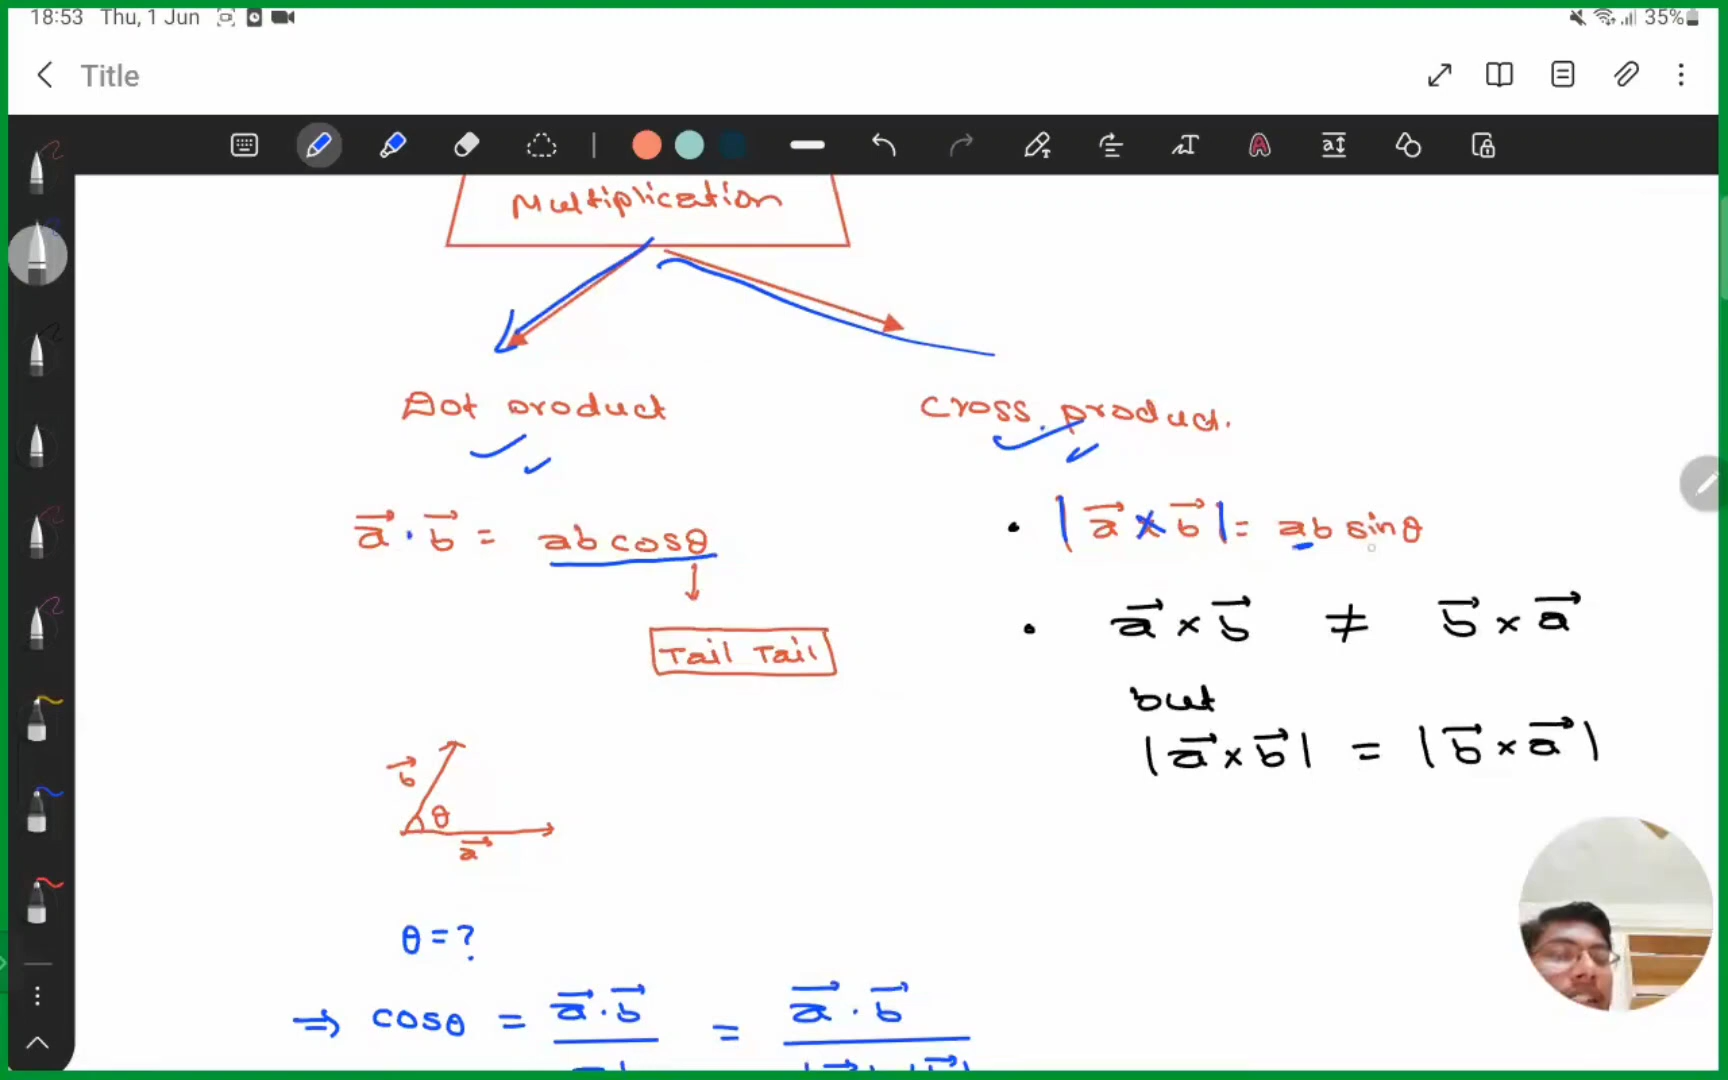 18:53 Thu, 1 Jun 35%
Title
Multiplication
Dot product
Cross product.
a⃗ · b⃗ = ab cosθ
Tail Tail
• |a⃗ × b⃗| = ab sinθ
• a⃗ × b⃗ ≠ b⃗ × a⃗
but
|a⃗ × b⃗| = |b⃗ × a⃗|
b⃗
θ
a⃗
θ = ?
⇒ cosθ = a⃗ · b⃗ = a⃗ · b⃗